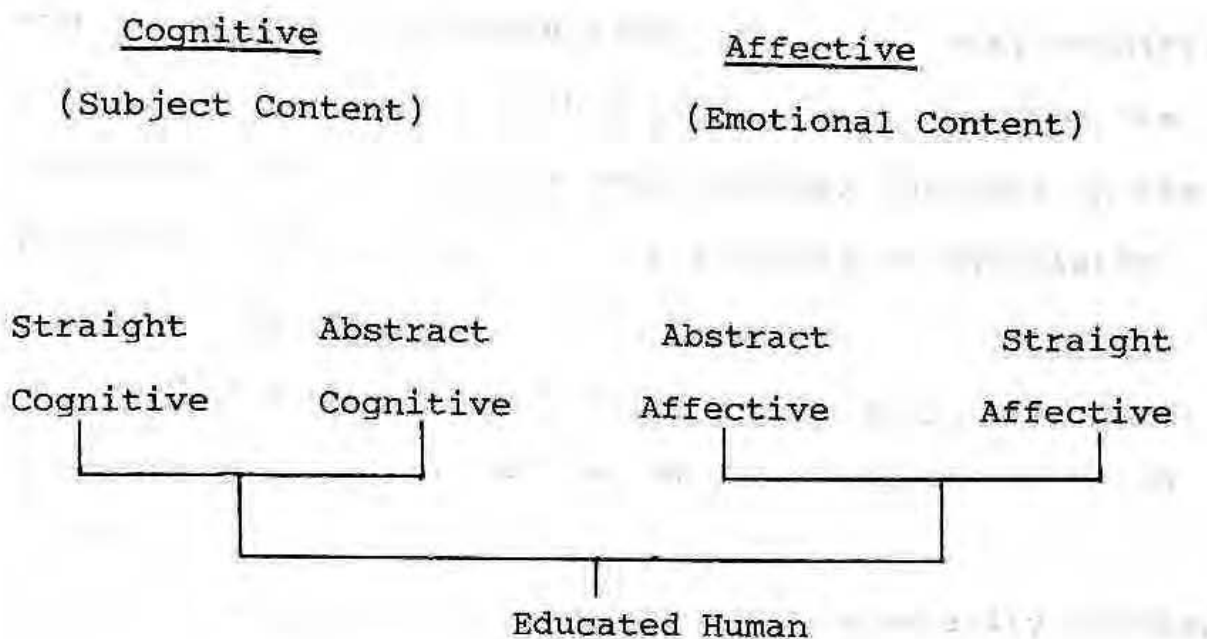 Cognitive Affective
(Subject Content) (Emotional Content)
Straight Abstract Abstract Straight
Cognitive Cognitive Affective Affective
Educated Human